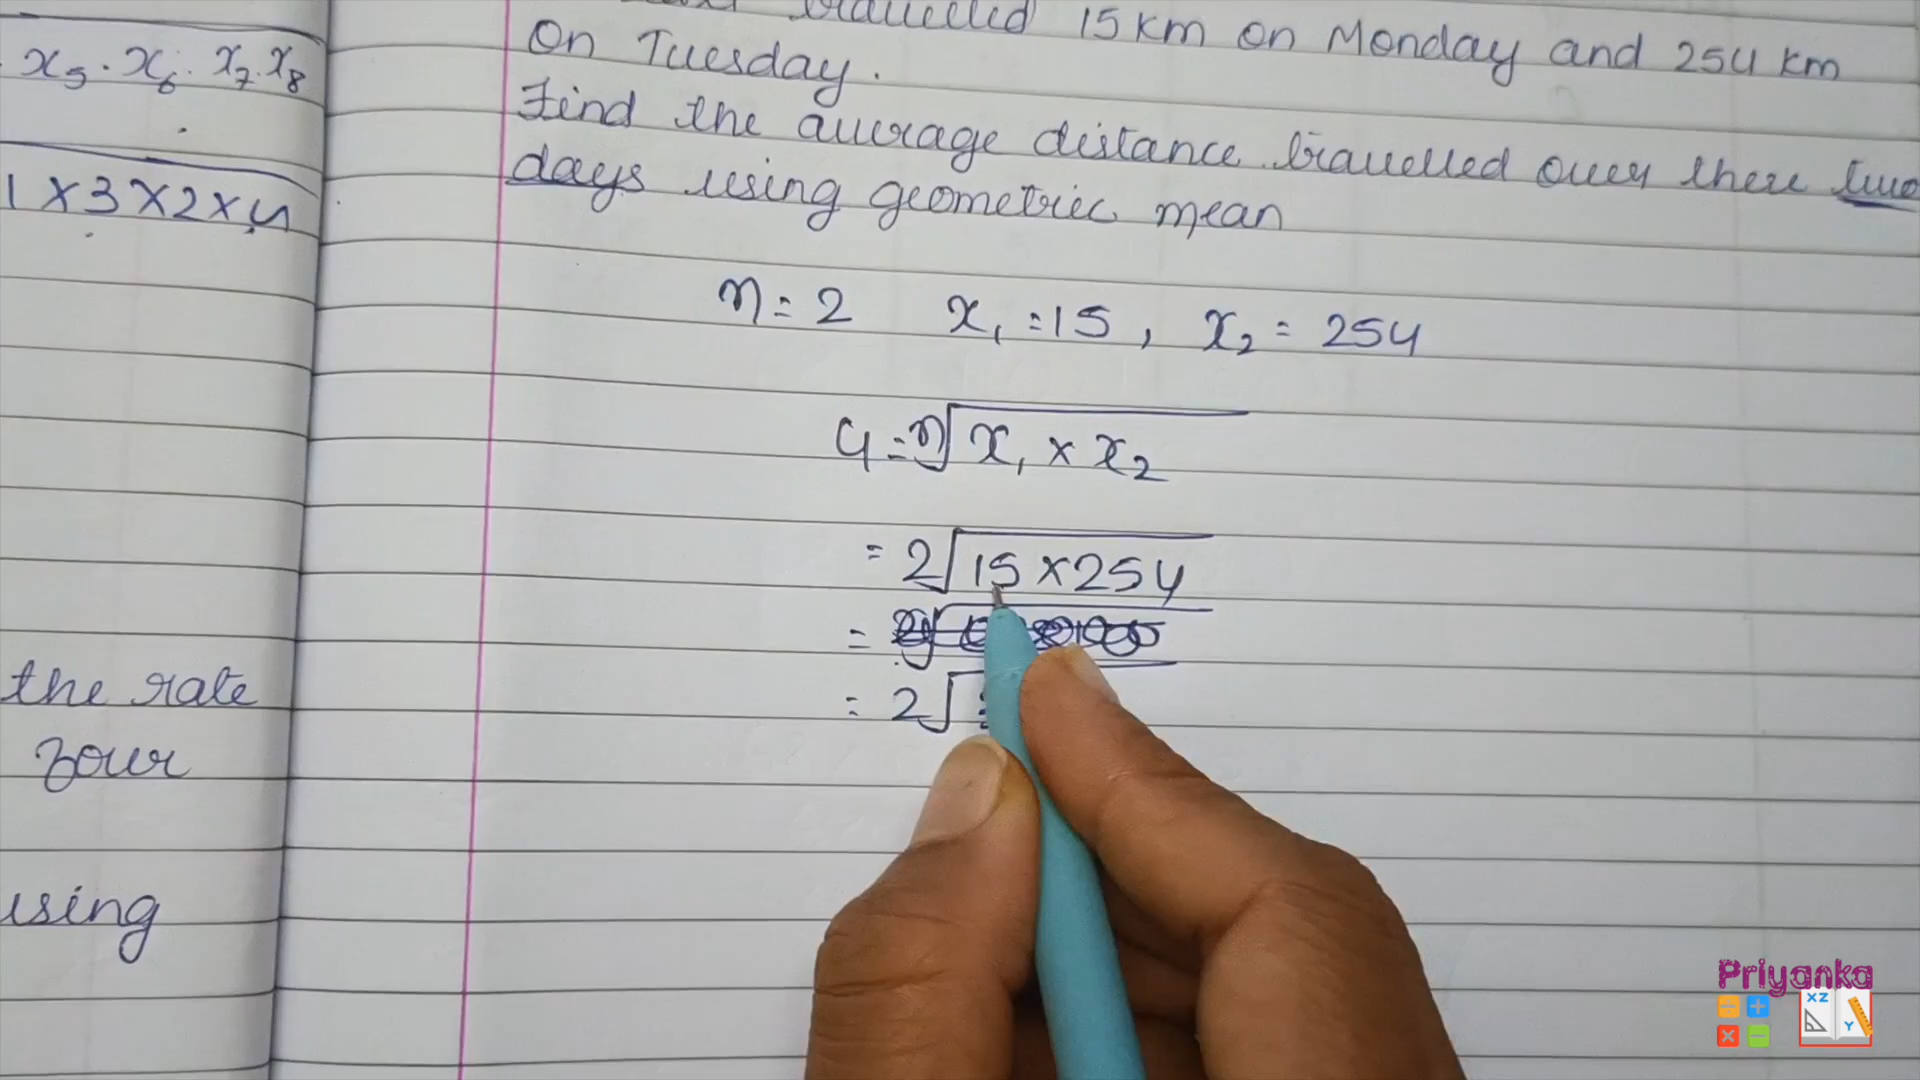 x₅ . x₆ . x₇ . x₈
1 x 3 x 2 x 4
the rate
four
using
travelled 15 km on Monday and 254 km
on Tuesday.
Find the average distance travelled over there two
days using geometric mean
n = 2 x₁ = 15 , x₂ = 254
G = n√x₁ × x₂
= 2√15 × 254
=
= 2√
Priyanka
XZ
Y